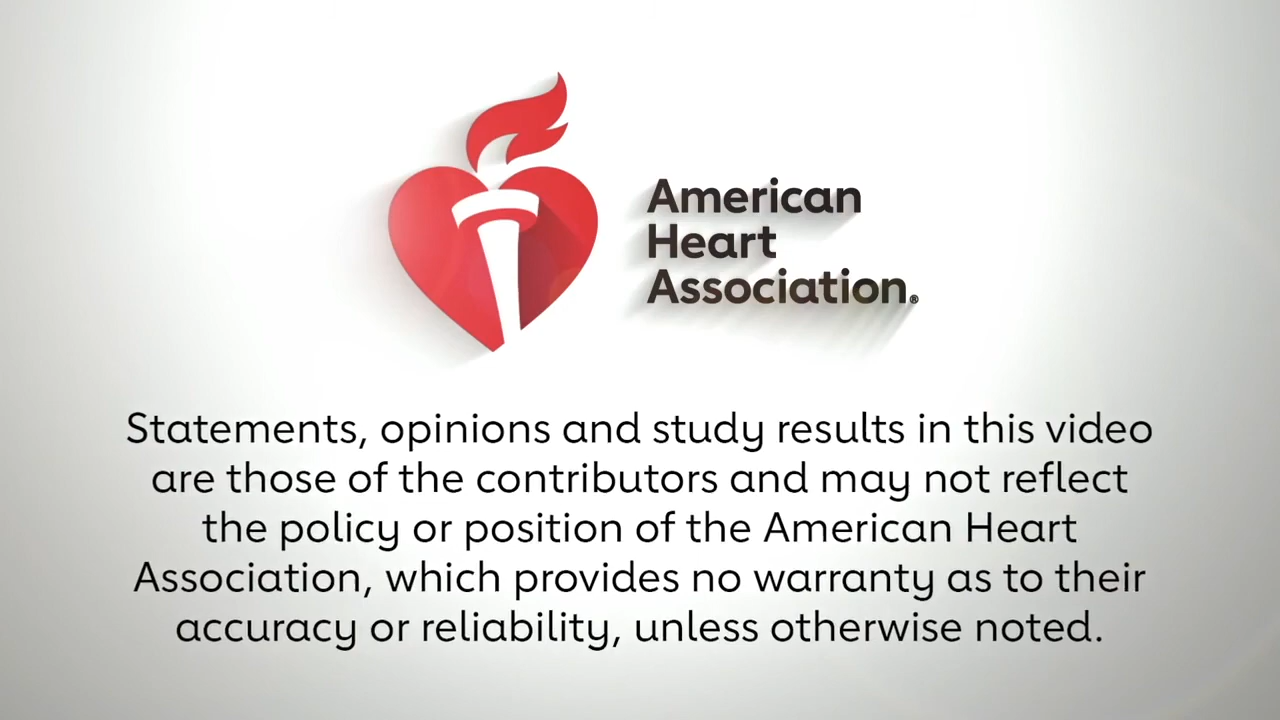 American
Heart
Association®
Statements, opinions and study results in this video
are those of the contributors and may not reflect
the policy or position of the American Heart
Association, which provides no warranty as to their
accuracy or reliability, unless otherwise noted.